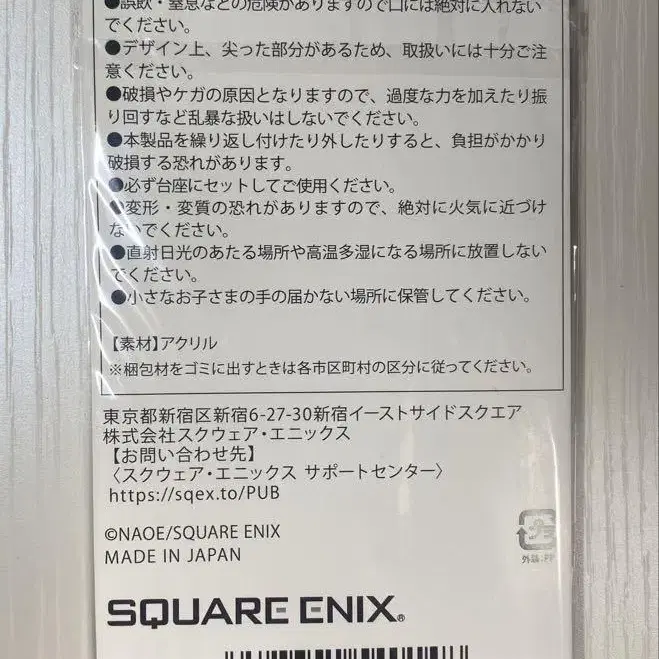 ●誤飲・窒息などの危険がありますので口には絶対に入れない
でください。
●デザイン上、尖った部分があるため、取扱いには十分ご注
意ください。
●破損やケガの原因となりますので、過度な力を加えたり振
り回すなど乱暴な扱いはしないでください。
●本製品を繰り返し付けたり外したりすると、負担がかかり
破損する恐れがあります。
●必ず台座にセットしてご使用ください。
●変形・変質の恐れがありますので、絶対に火気に近づけ
ないでください。
●直射日光のあたる場所や高温多湿になる場所に放置しない
でください。
●小さなお子さまの手の届かない場所に保管してください。
【素材】アクリル
※梱包材をゴミに出すときは各市区町村の区分に従ってください。
東京都新宿区新宿6-27-30新宿イーストサイドスクエア
株式会社スクウェア・エニックス
【お問い合わせ先】
〈スクウェア・エニックス サポートセンター〉
https://sqex.to/PUB
©NAOE/SQUARE ENIX
MADE IN JAPAN
プラ
外装:PP
SQUARE ENIX®